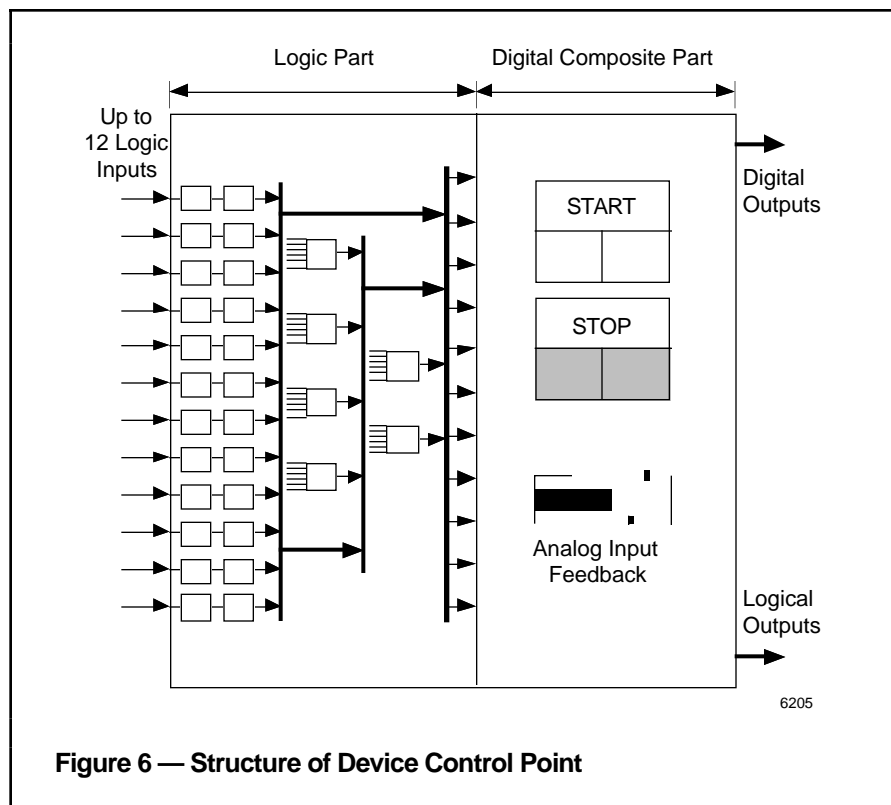 Logic Part
Digital Composite Part
Up to
12 Logic
Inputs
Digital
Outputs
START
STOP
Analog Input
Feedback
Logical
Outputs
6205
Figure 6 — Structure of Device Control Point